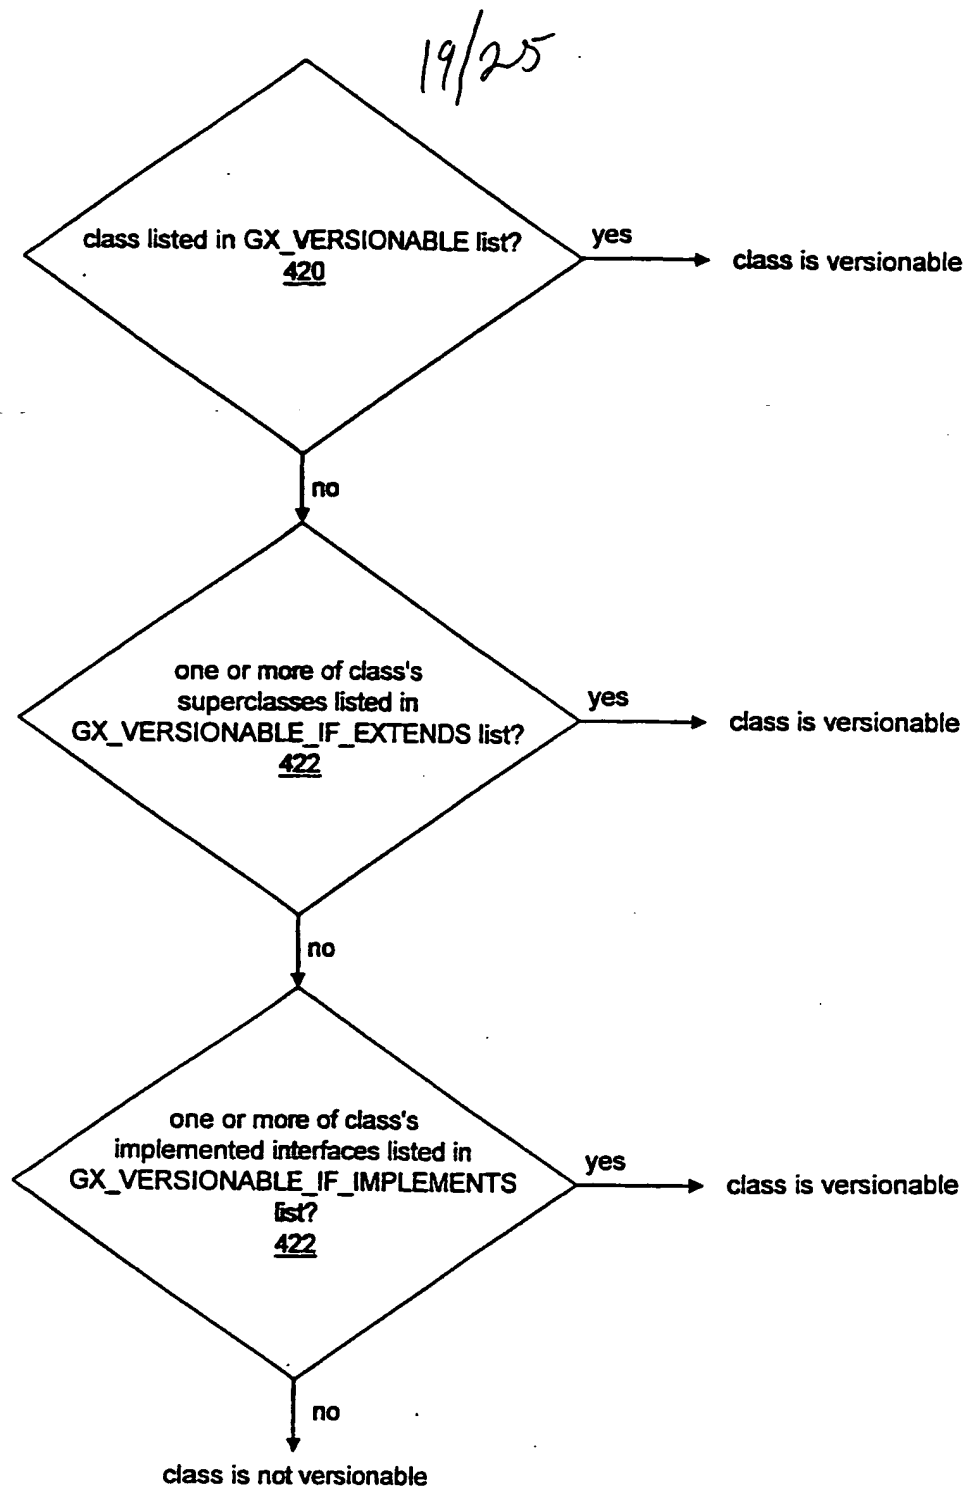 19/25
class listed in GX_VERSIONABLE list?
420
yes
class is versionable
no
one or more of class's
superclasses listed in
GX_VERSIONABLE_IF_EXTENDS list?
422
yes
class is versionable
no
one or more of class's
implemented interfaces listed in
GX_VERSIONABLE_IF_IMPLEMENTS
list?
422
yes
class is versionable
no
class is not versionable